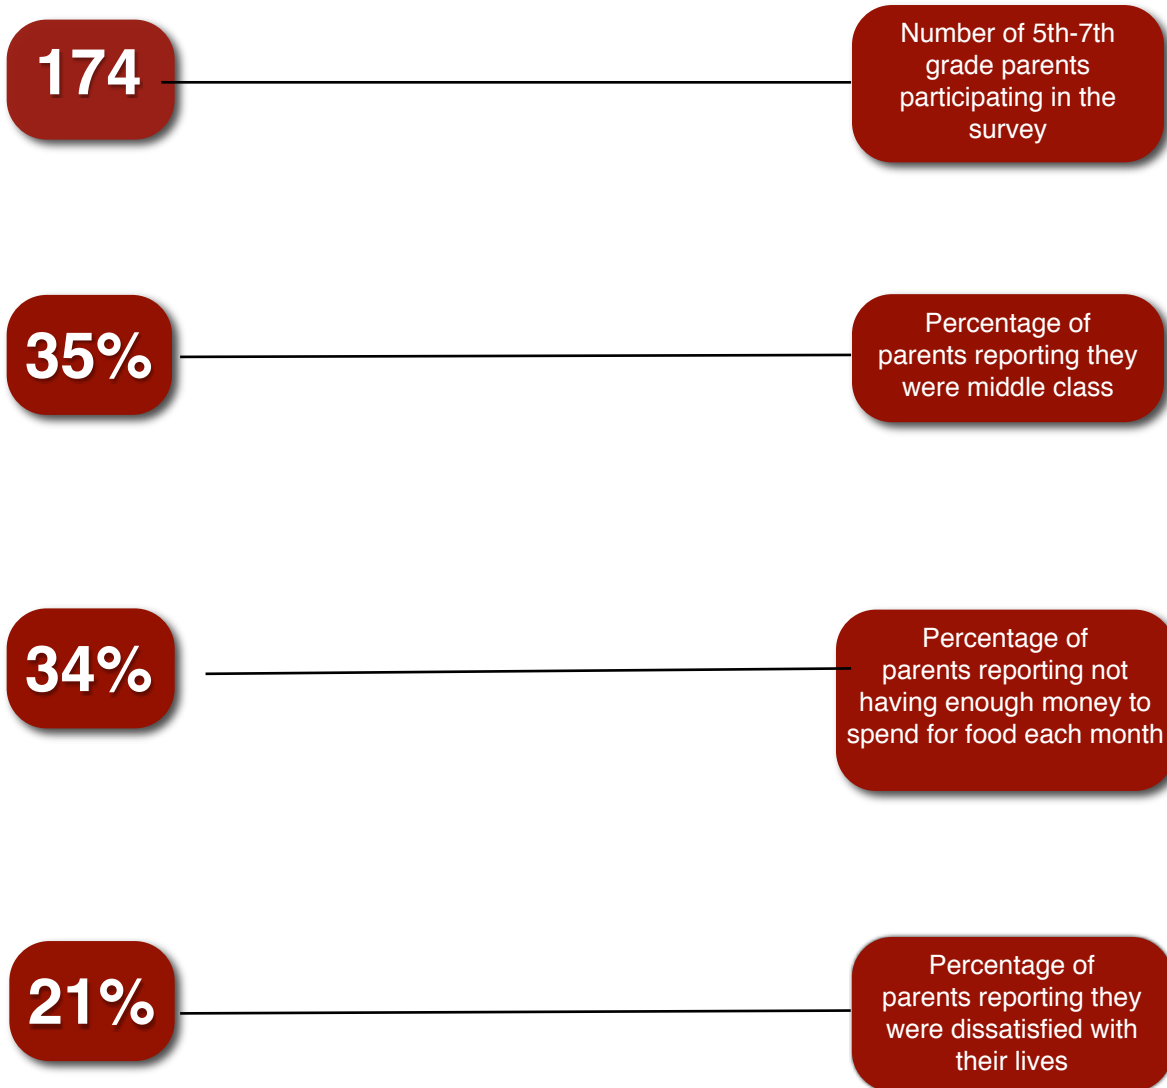 174
Number of 5th-7th
grade parents
participating in the
survey
35%
Percentage of
parents reporting they
were middle class
34%
Percentage of
parents reporting not
having enough money to
spend for food each month
21%
Percentage of
parents reporting they
were dissatisfied with
their lives